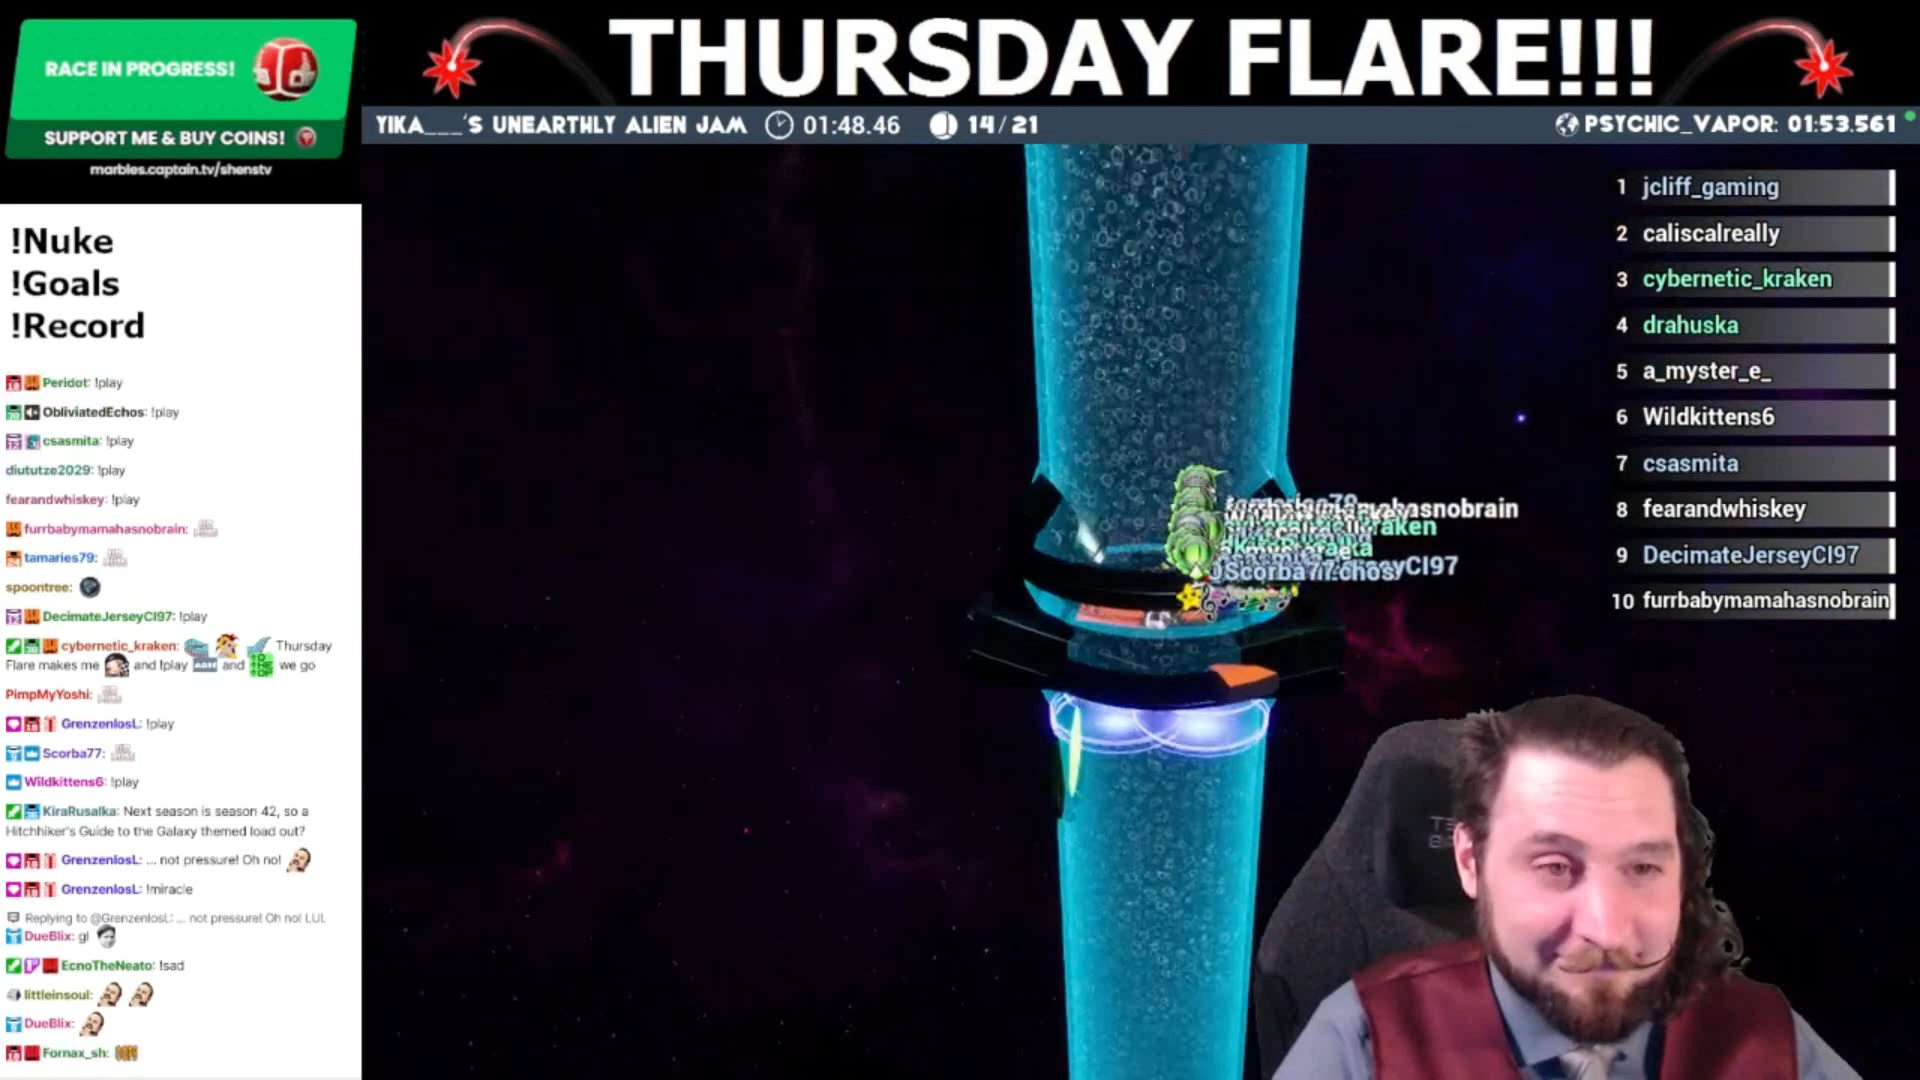 RACE IN PROGRESS!
SUPPORT ME & BUY COINS!
marbles.captain.tv/shenstv
THURSDAY FLARE!!!
YIKA___'S UNEARTHLY ALIEN JAM 01:48.46 14/21
PSYCHIC_VAPOR: 01:53.561
!Nuke
!Goals
!Record
Peridot: !play
ObliviatedEchos: !play
csasmita: !play
diututze2029: !play
fearandwhiskey: !play
furrbabymamahasnobrain:
tamaries79:
spoontree:
DecimateJerseyCl97: !play
cybernetic_kraken: Thursday
Flare makes me and !play and we go
PimpMyYoshi:
GrenzenlosL: !play
Scorba77:
Wildkittens6: !play
KiraRusalka: Next season is season 42, so a
Hitchhiker's Guide to the Galaxy themed load out?
GrenzenlosL: ... not pressure! Oh no!
GrenzenlosL: !miracle
Replying to @GrenzenlosL: ... not pressure! Oh no! LUL
DueBlix: gl
EcnoTheNeato: !sad
littleinsoul:
DueBlix:
Fornax_sh:
tamaries79
Scorba77
1 jcliff_gaming
2 caliscalreally
3 cybernetic_kraken
4 drahuska
5 a_myster_e_
6 Wildkittens6
7 csasmita
8 fearandwhiskey
9 DecimateJerseyCl97
10 furrbabymamahasnobrain